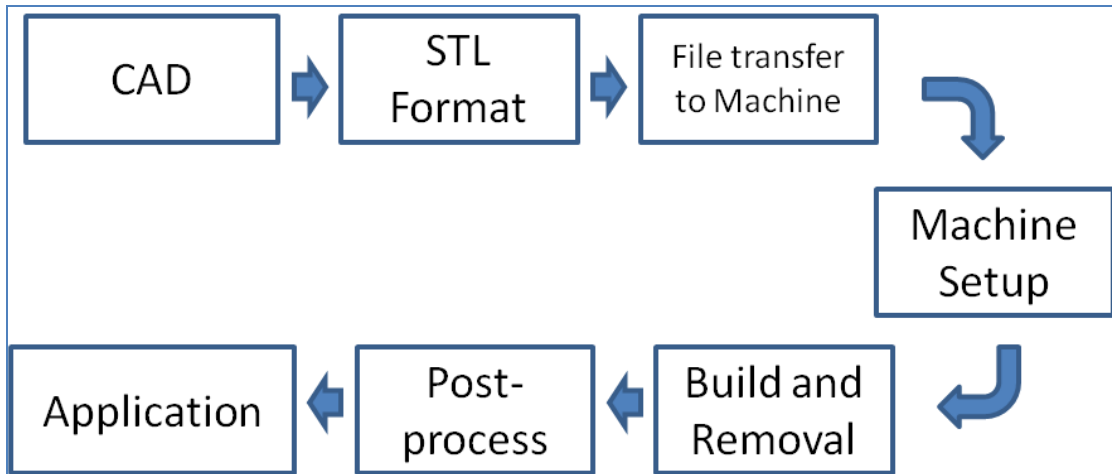 CAD
STL
Format
File transfer
to Machine
Machine
Setup
Build and
Removal
Post-
process
Application